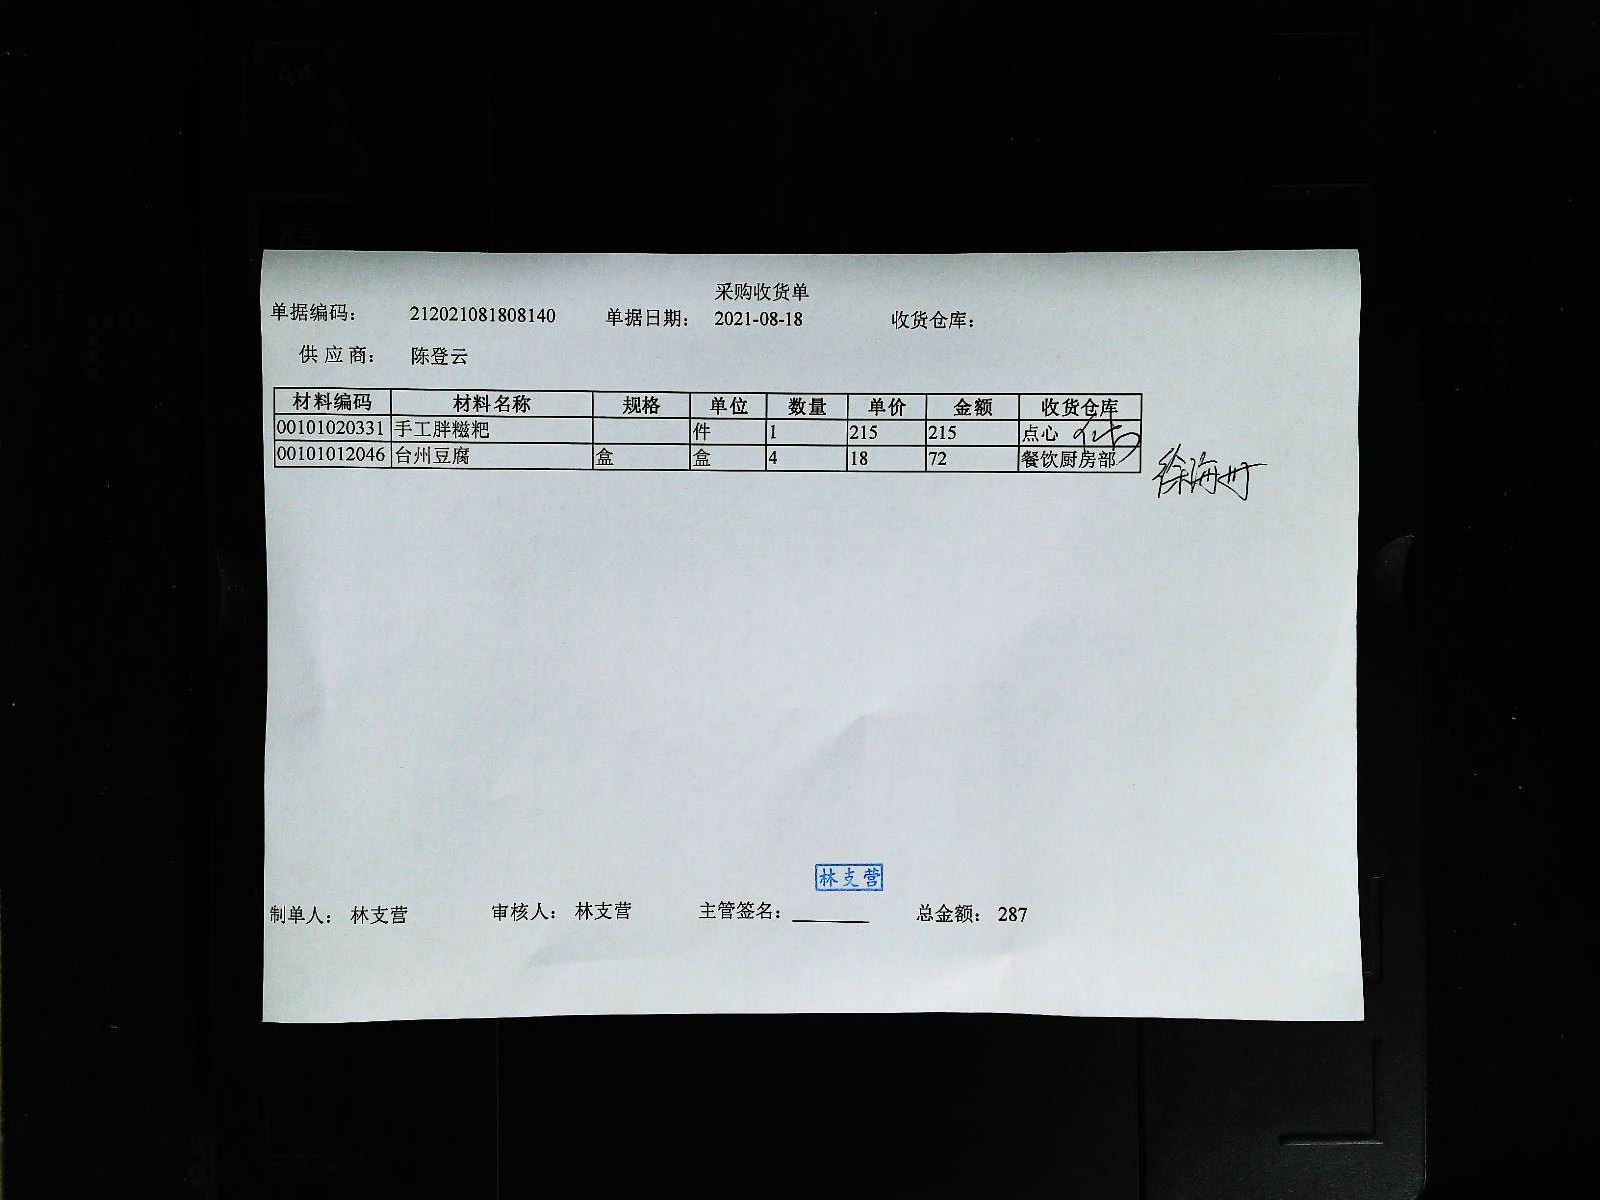 采购收货单
单据编码： 212021081808140 单据日期： 2021-08-18 收货仓库：
供应商： 陈登云
材料编码 材料名称 规格 单位 数量 单价 金额 收货仓库
00101020331 手工胖糍粑 件 1 215 215 点心
00101012046 台州豆腐 盒 盒 4 18 72 餐饮厨房部
徐海丹
林支营
制单人： 林支营 审核人： 林支营 主管签名： 总金额： 287